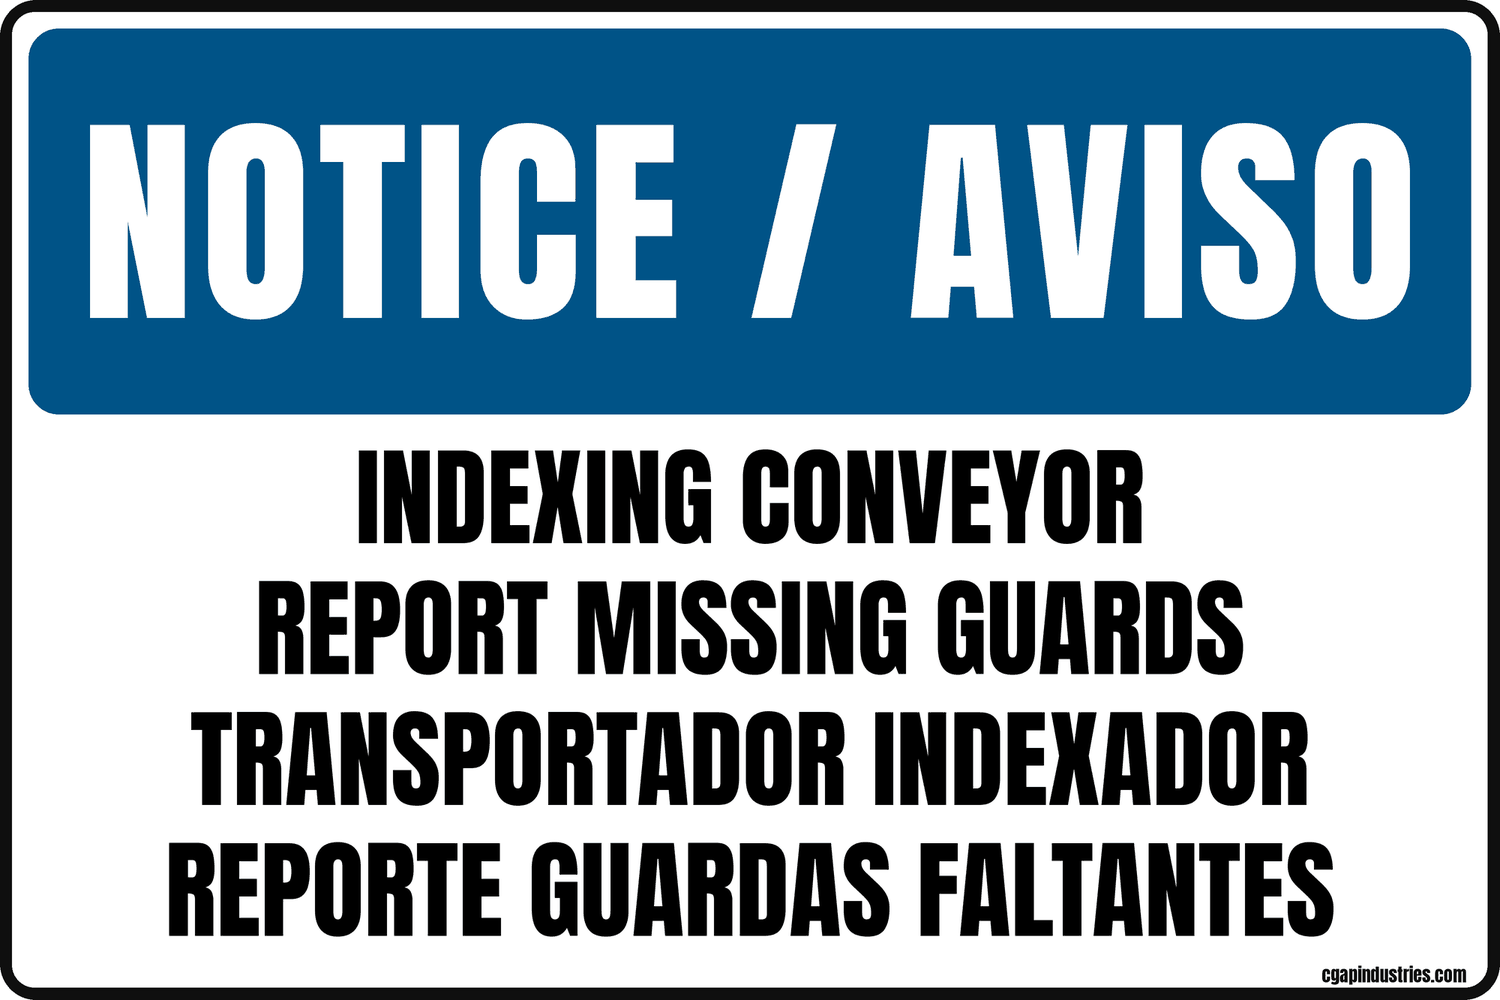 NOTICE / AVISO
INDEXING CONVEYOR
REPORT MISSING GUARDS
TRANSPORTADOR INDEXADOR
REPORTE GUARDAS FALTANTES
cgapindustries.com